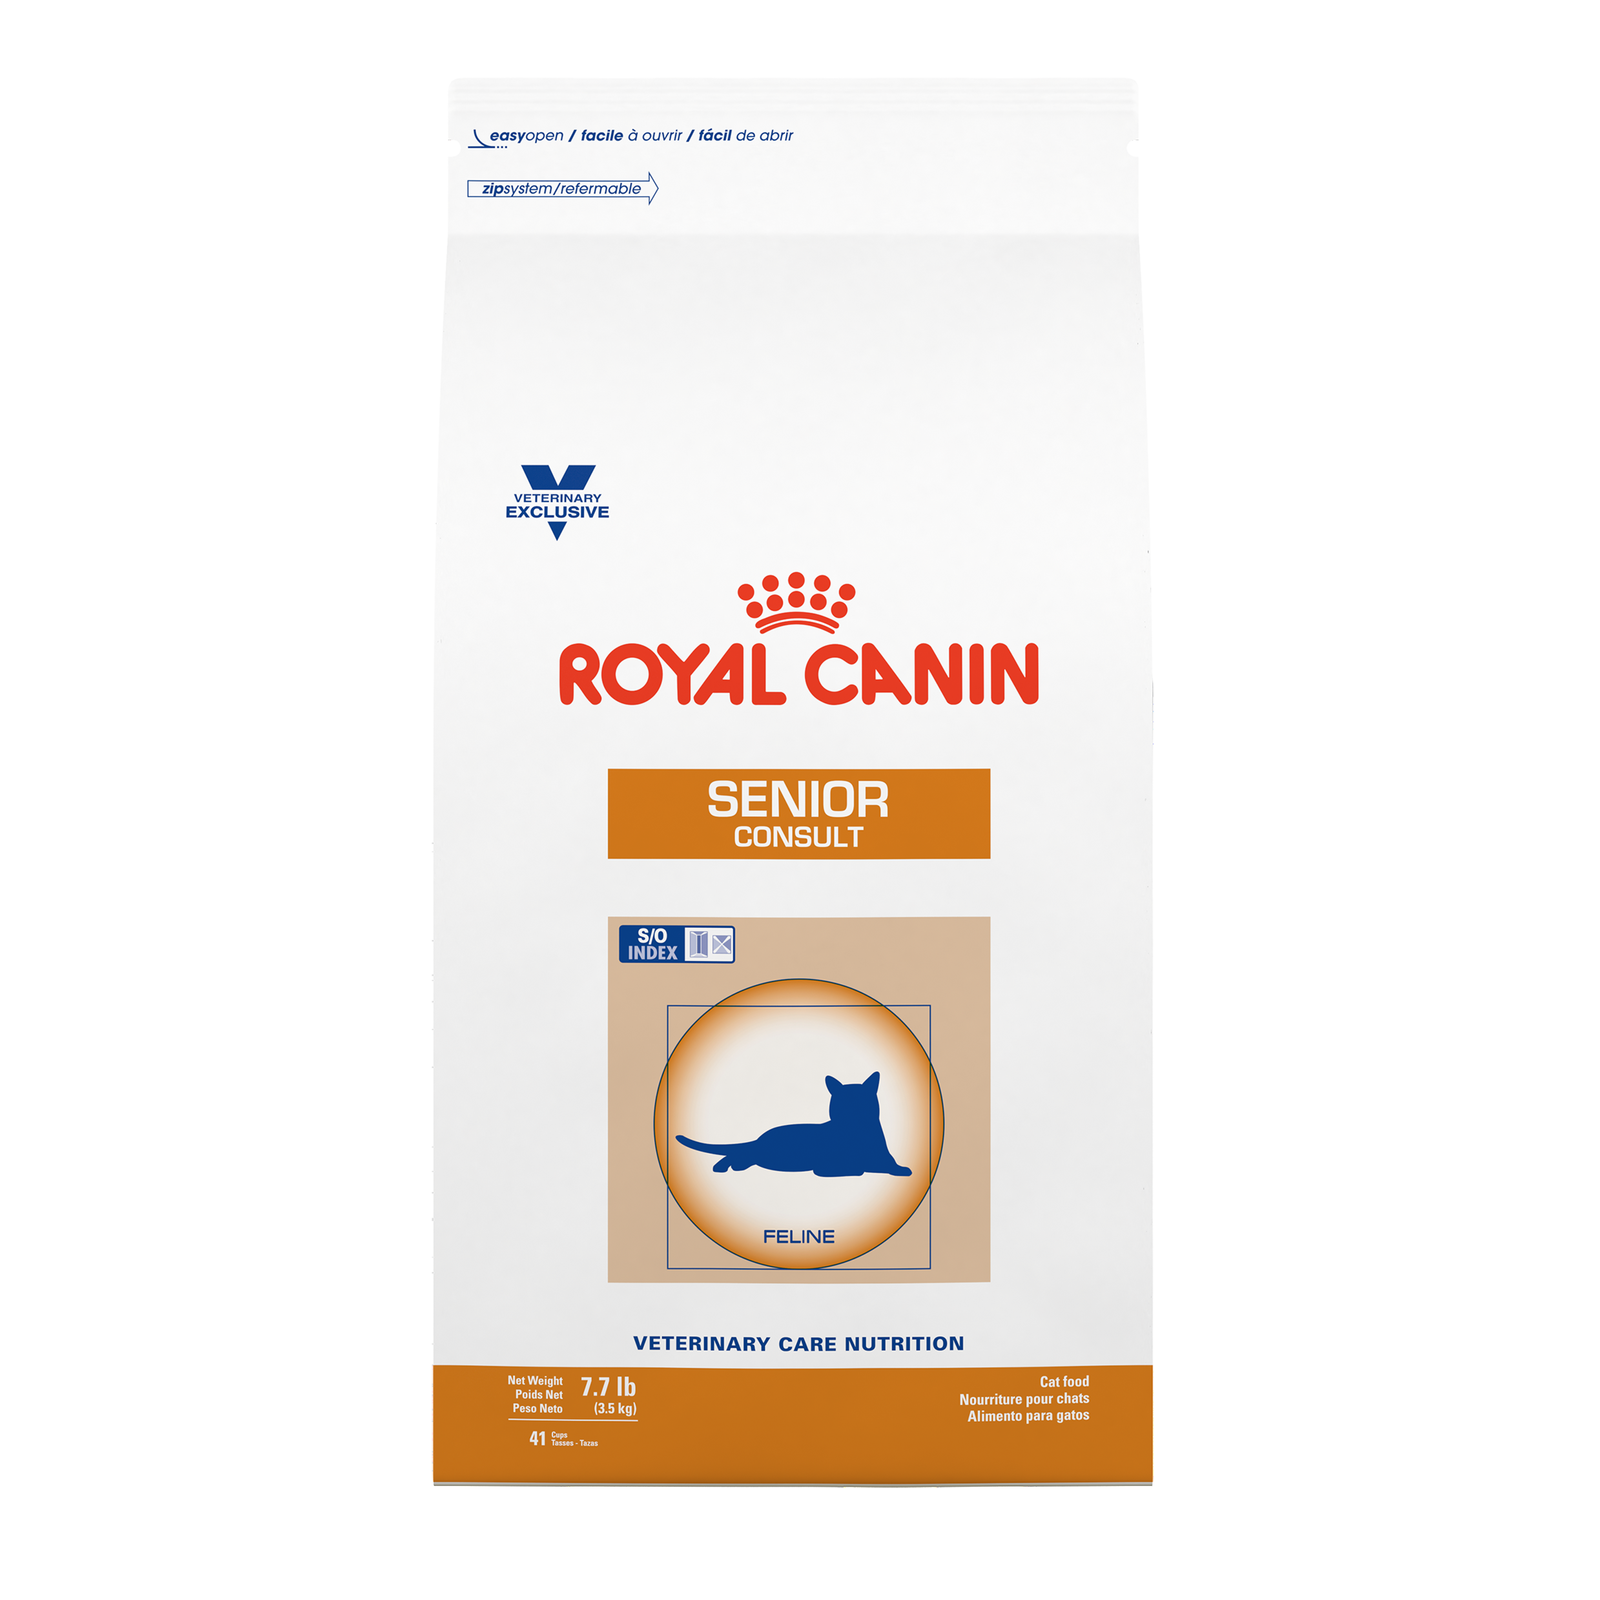 easyopen / facile à ouvrir / fácil de abrir
zipsystem/refermable
VETERINARY
EXCLUSIVE
ROYAL CANIN
SENIOR
CONSULT
S/O
INDEX
FELINE
VETERINARY CARE NUTRITION
Net Weight
Poids Net
Peso Neto
7.7 lb
(3.5 kg)
41 Cups
Tasses - Tazas
Cat food
Nourriture pour chats
Alimento para gatos